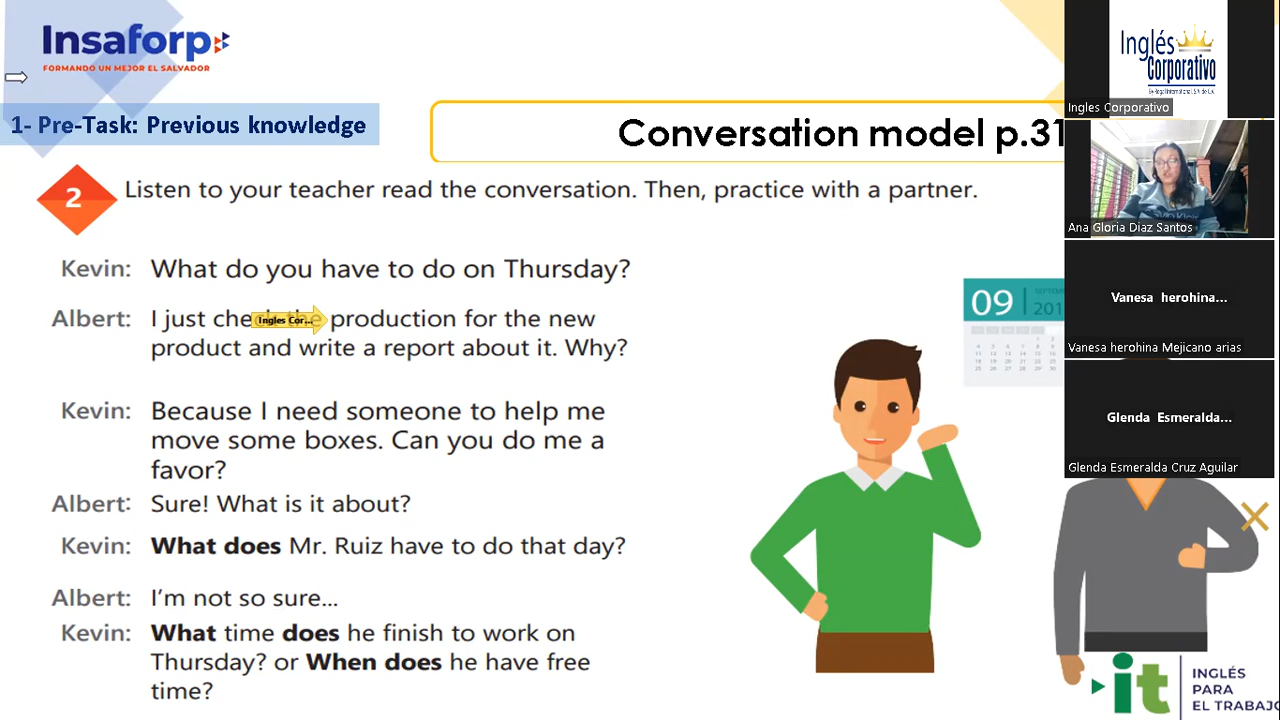 Insaforp
FORMANDO UN MEJOR EL SALVADOR
1- Pre-Task: Previous knowledge
Conversation model p.31
2
Listen to your teacher read the conversation. Then, practice with a partner.
Kevin: What do you have to do on Thursday?
Albert: I just check the production for the new
Ingles Cor...
product and write a report about it. Why?
Kevin: Because I need someone to help me
move some boxes. Can you do me a
favor?
Albert: Sure! What is it about?
Kevin: What does Mr. Ruiz have to do that day?
Albert: I'm not so sure...
Kevin: What time does he finish to work on
Thursday? or When does he have free
time?
09
201
Inglés
Corporativo
Ingles Corporativo
Ana Gloria Diaz Santos
Vanesa herohina...
Vanesa herohina Mejicano arias
Glenda Esmeralda...
Glenda Esmeralda Cruz Aguilar
it
INGLÉS
PARA
EL TRABAJO